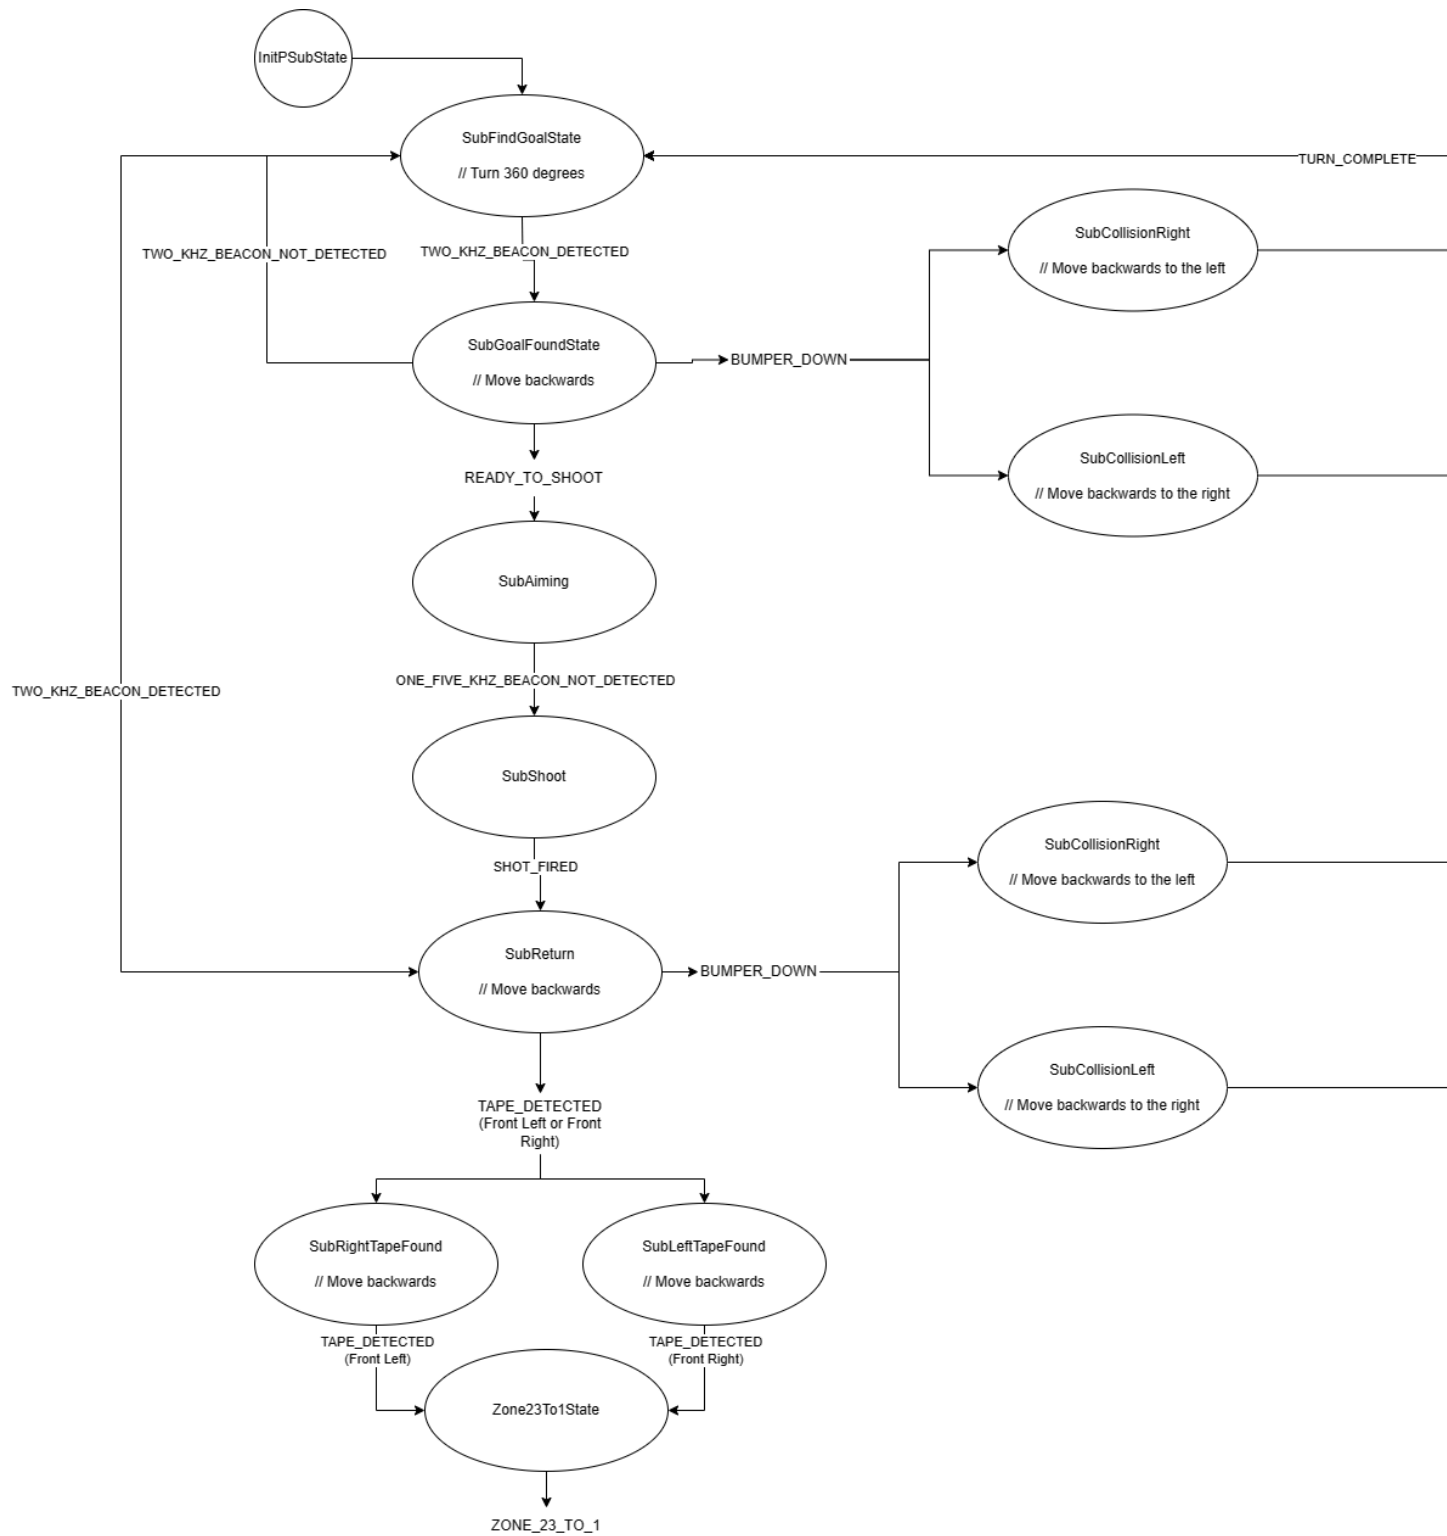 InitPSubState
SubFindGoalState
// Turn 360 degrees
TURN_COMPLETE
TWO_KHZ_BEACON_NOT_DETECTED
TWO_KHZ_BEACON_DETECTED
SubCollisionRight
// Move backwards to the left
SubGoalFoundState
// Move backwards
BUMPER_DOWN
SubCollisionLeft
// Move backwards to the right
READY_TO_SHOOT
SubAiming
ONE_FIVE_KHZ_BEACON_NOT_DETECTED
TWO_KHZ_BEACON_DETECTED
SubShoot
SHOT_FIRED
SubCollisionRight
// Move backwards to the left
SubReturn
// Move backwards
BUMPER_DOWN
SubCollisionLeft
// Move backwards to the right
TAPE_DETECTED
(Front Left or Front
Right)
SubRightTapeFound
// Move backwards
SubLeftTapeFound
// Move backwards
TAPE_DETECTED
(Front Left)
TAPE_DETECTED
(Front Right)
Zone23To1State
ZONE_23_TO_1